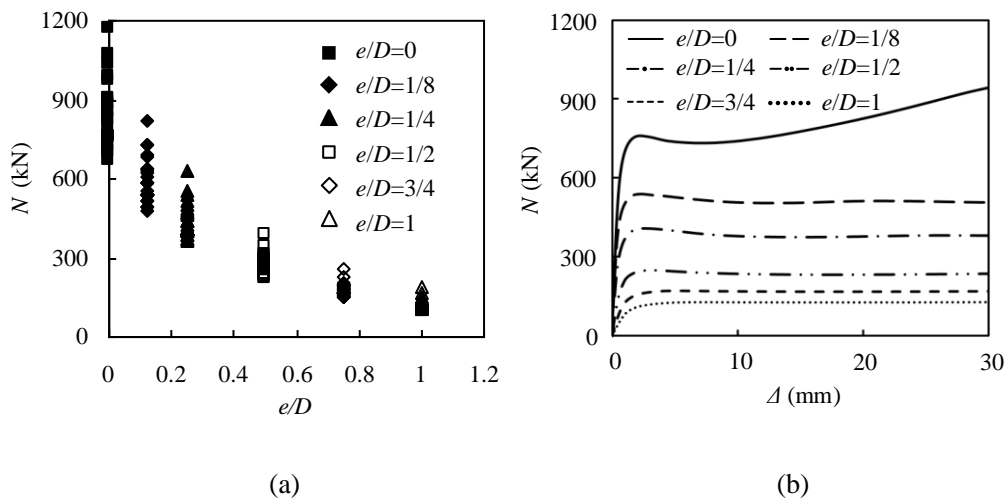 1200
900
600
300
0
N (kN)
0 0.2 0.4 0.6 0.8 1 1.2
e/D
e/D=0
e/D=1/8
e/D=1/4
e/D=1/2
e/D=3/4
e/D=1
(a)
1200
900
600
300
0
N (kN)
0 10 20 30
Δ (mm)
e/D=0 e/D=1/8
e/D=1/4 e/D=1/2
e/D=3/4 e/D=1
(b)